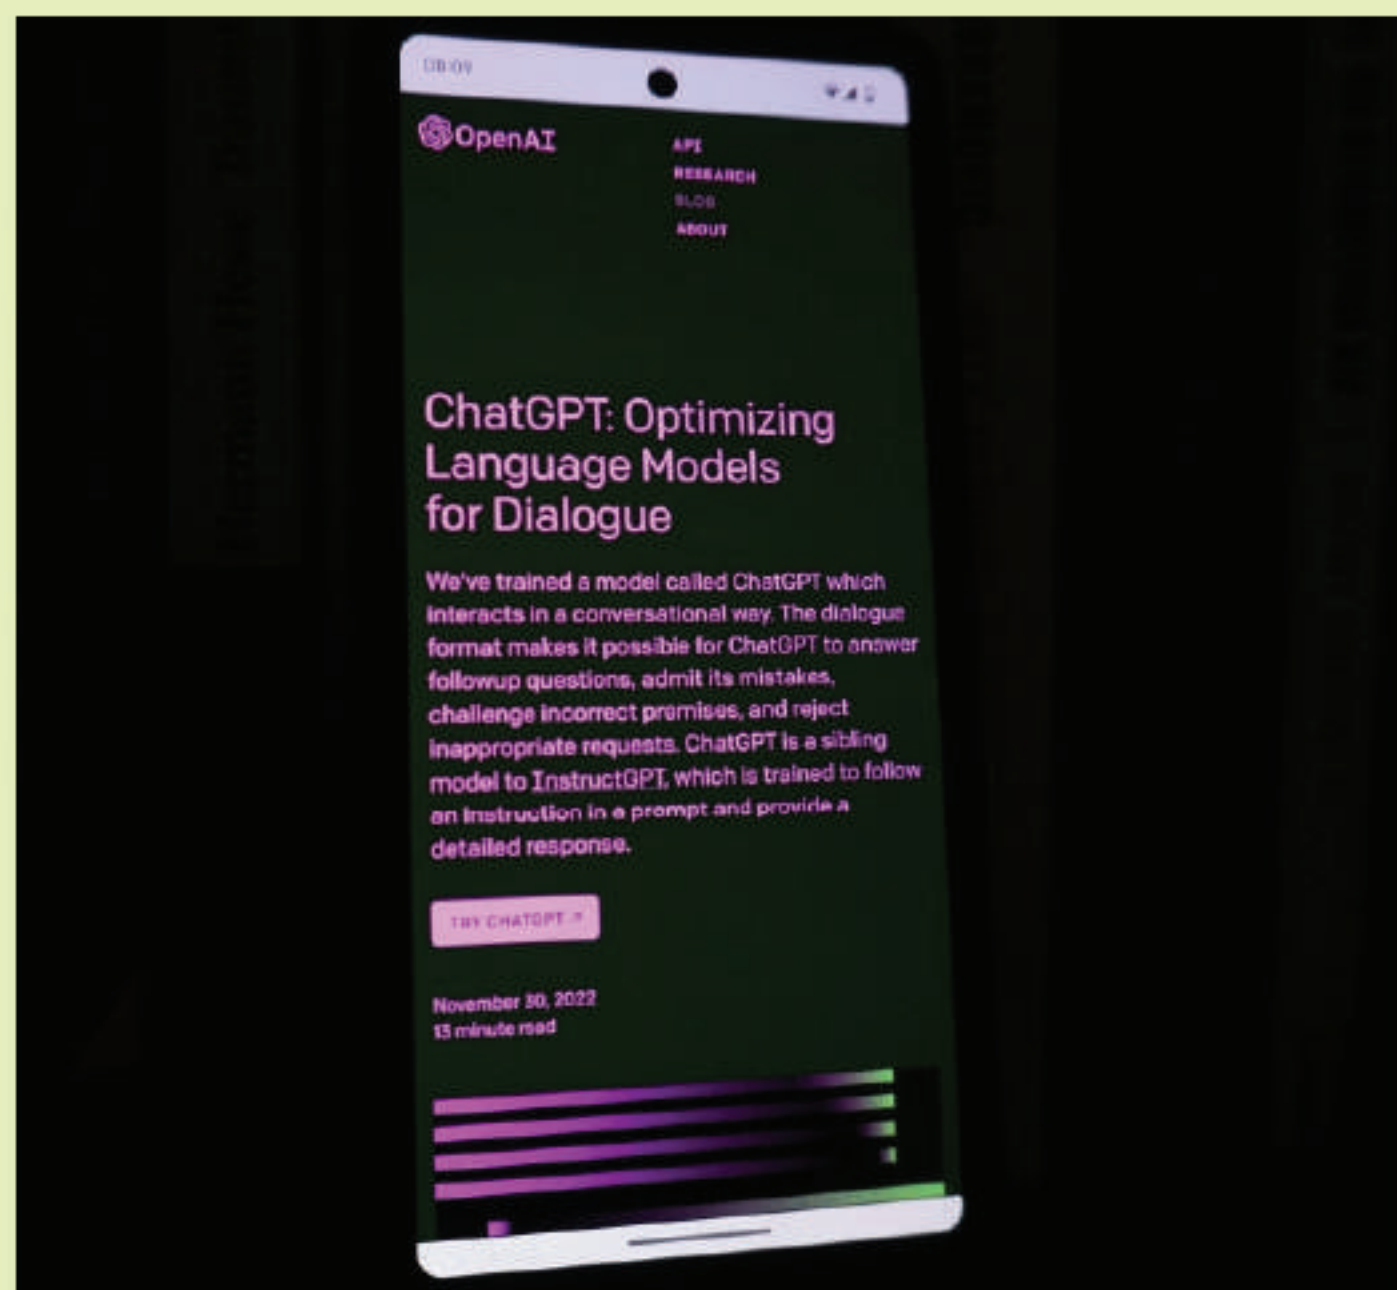 08:09
OpenAI
API
RESEARCH
BLOG
ABOUT
ChatGPT: Optimizing
Language Models
for Dialogue
We've trained a model called ChatGPT which
interacts in a conversational way. The dialogue
format makes it possible for ChatGPT to answer
followup questions, admit its mistakes,
challenge incorrect premises, and reject
inappropriate requests. ChatGPT is a sibling
model to InstructGPT, which is trained to follow
an instruction in a prompt and provide a
detailed response.
TRY CHATGPT ↗
November 30, 2022
13 minute read